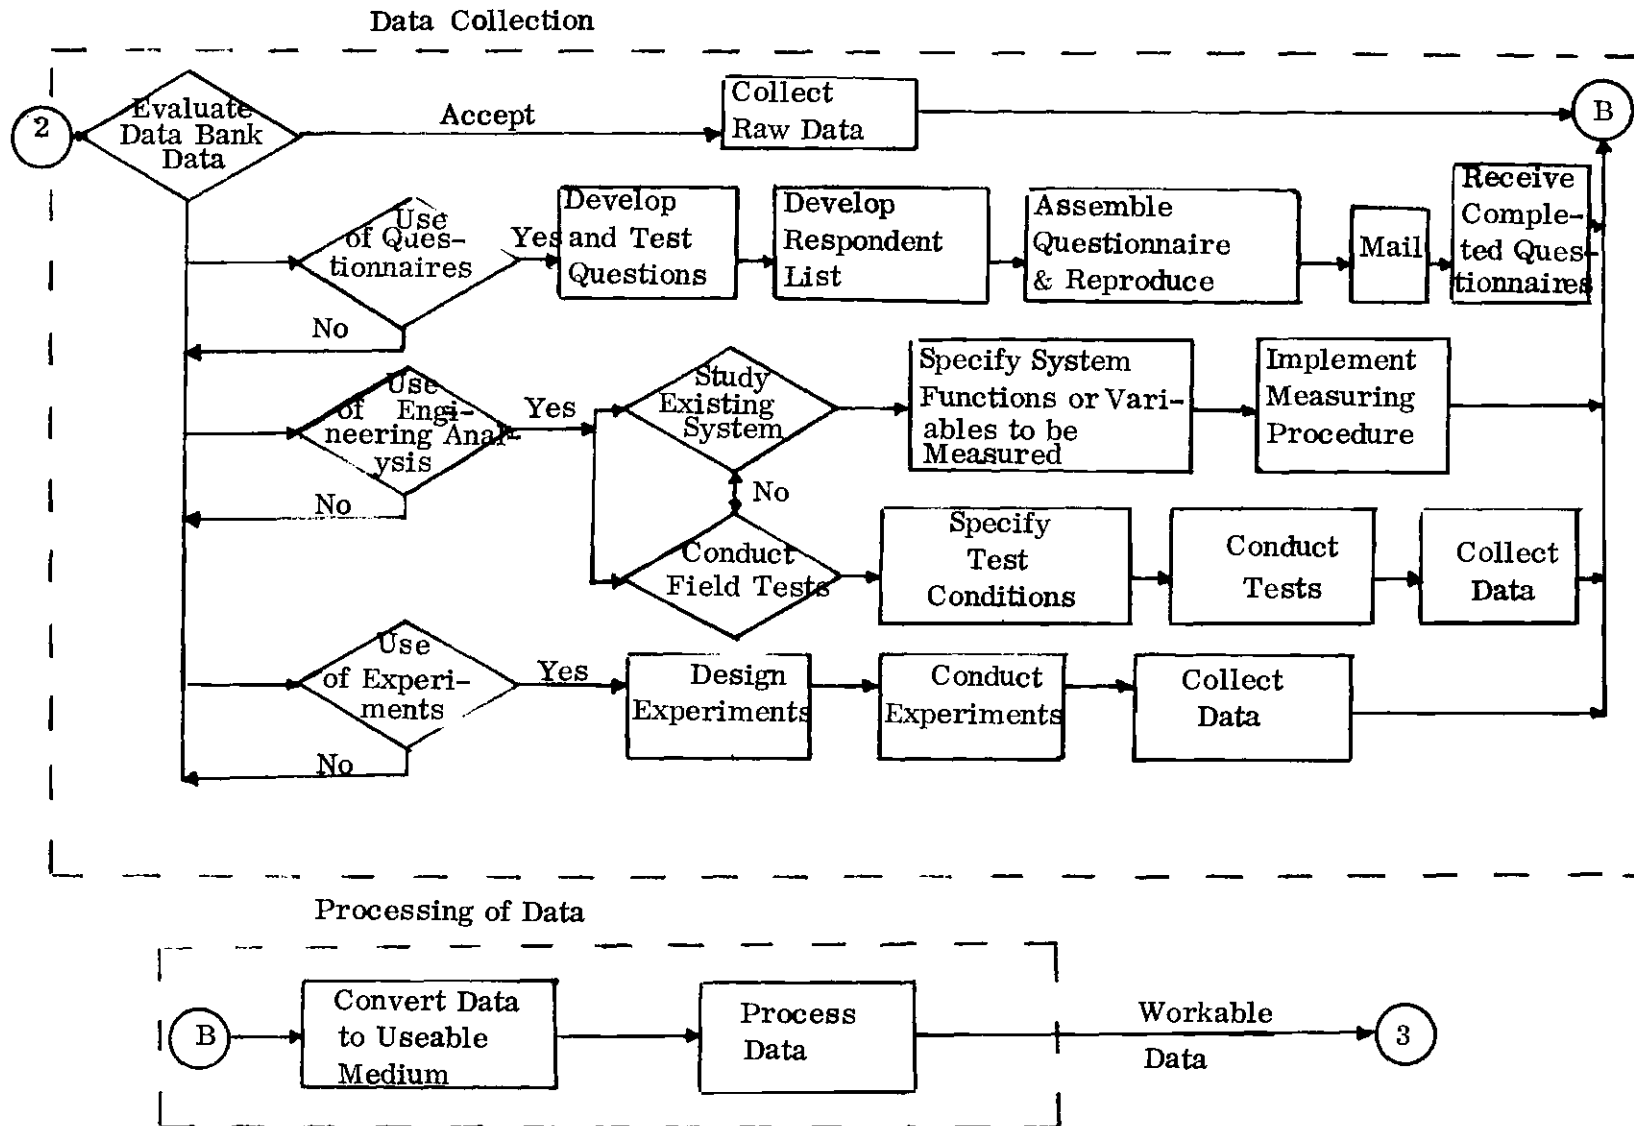 Data Collection
2
Evaluate
Data Bank
Data
Accept
Collect
Raw Data
B
Use
of Ques-
tionnaires
Yes
No
Develop
and Test
Questions
Develop
Respondent
List
Assemble
Questionnaire
& Reproduce
Mail
Receive
Comple-
ted Ques-
tionnaires
Use
of Engi-
neering Anal-
ysis
Yes
No
Study
Existing
System
Specify System
Functions or Vari-
ables to be
Measured
Implement
Measuring
Procedure
No
Conduct
Field Tests
Specify
Test
Conditions
Conduct
Tests
Collect
Data
Use
of Experi-
ments
Yes
No
Design
Experiments
Conduct
Experiments
Collect
Data
Processing of Data
B
Convert Data
to Useable
Medium
Process
Data
Workable
Data
3